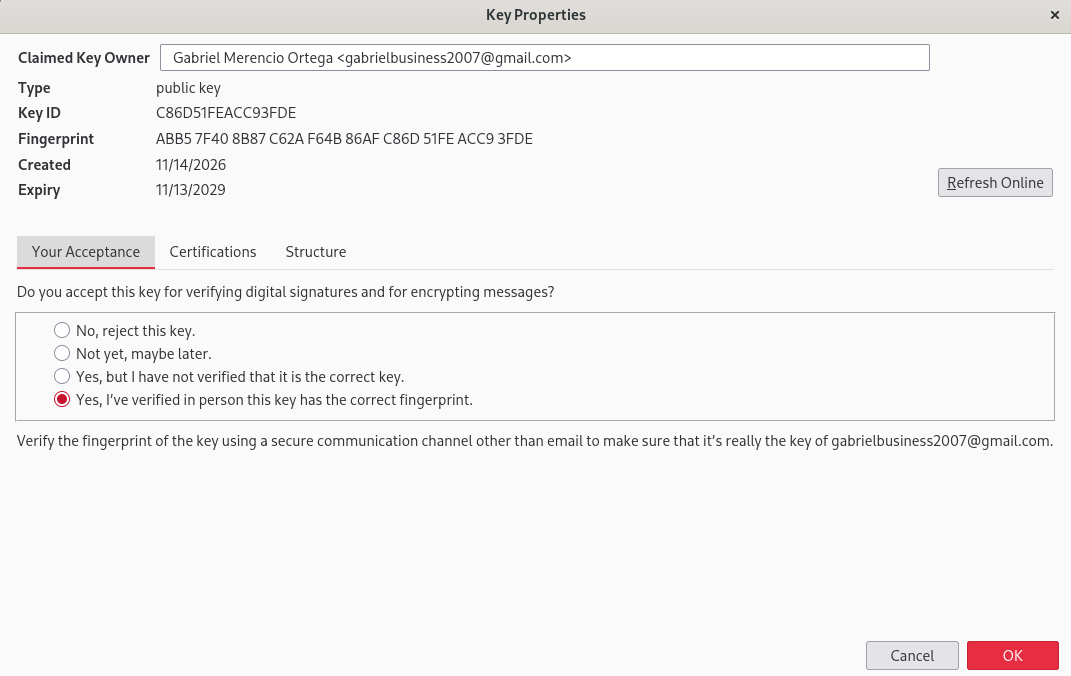 Key Properties
×
Claimed Key Owner Gabriel Merencio Ortega <gabrielbusiness2007@gmail.com>
Type public key
Key ID C86D51FEACC93FDE
Fingerprint ABB5 7F40 8B87 C62A F64B 86AF C86D 51FE ACC9 3FDE
Created 11/14/2026
Expiry 11/13/2029
Refresh Online
Your Acceptance Certifications Structure
Do you accept this key for verifying digital signatures and for encrypting messages?
No, reject this key.
Not yet, maybe later.
Yes, but I have not verified that it is the correct key.
Yes, I’ve verified in person this key has the correct fingerprint.
Verify the fingerprint of the key using a secure communication channel other than email to make sure that it’s really the key of gabrielbusiness2007@gmail.com.
Cancel OK